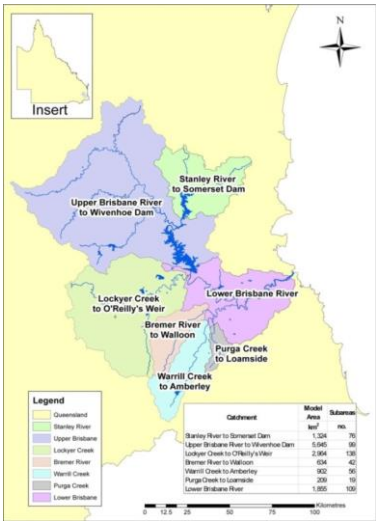 N
Insert
Stanley River
to Somerset Dam
Upper Brisbane River
to Wivenhoe Dam
Lockyer Creek
to O'Reilly's Weir
Lower Brisbane River
Bremer River
to Walloon
Purga Creek
to Loamside
Warrill Creek
to Amberley
Legend
Queensland
Stanley River
Upper Brisbane
Lockyer Creek
Bremer River
Warrill Creek
Purga Creek
Lower Brisbane
Catchment Model Area km² Subareas no.
Stanley River to Somerset Dam 1,324 76
Upper Brisbane River to Wivenhoe Dam 5,645 99
Lockyer Creek to O'Reilly's Weir 2,964 138
Bremer River to Walloon 634 42
Warrill Creek to Amberley 902 56
Purga Creek to Loamside 209 19
Lower Brisbane River 1,855 109
Kilometres
0 12.5 25 50 75 100